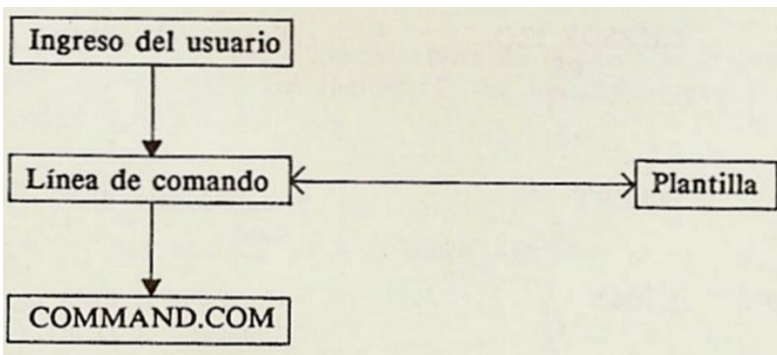 Ingreso del usuario
Línea de comando
Plantilla
COMMAND.COM